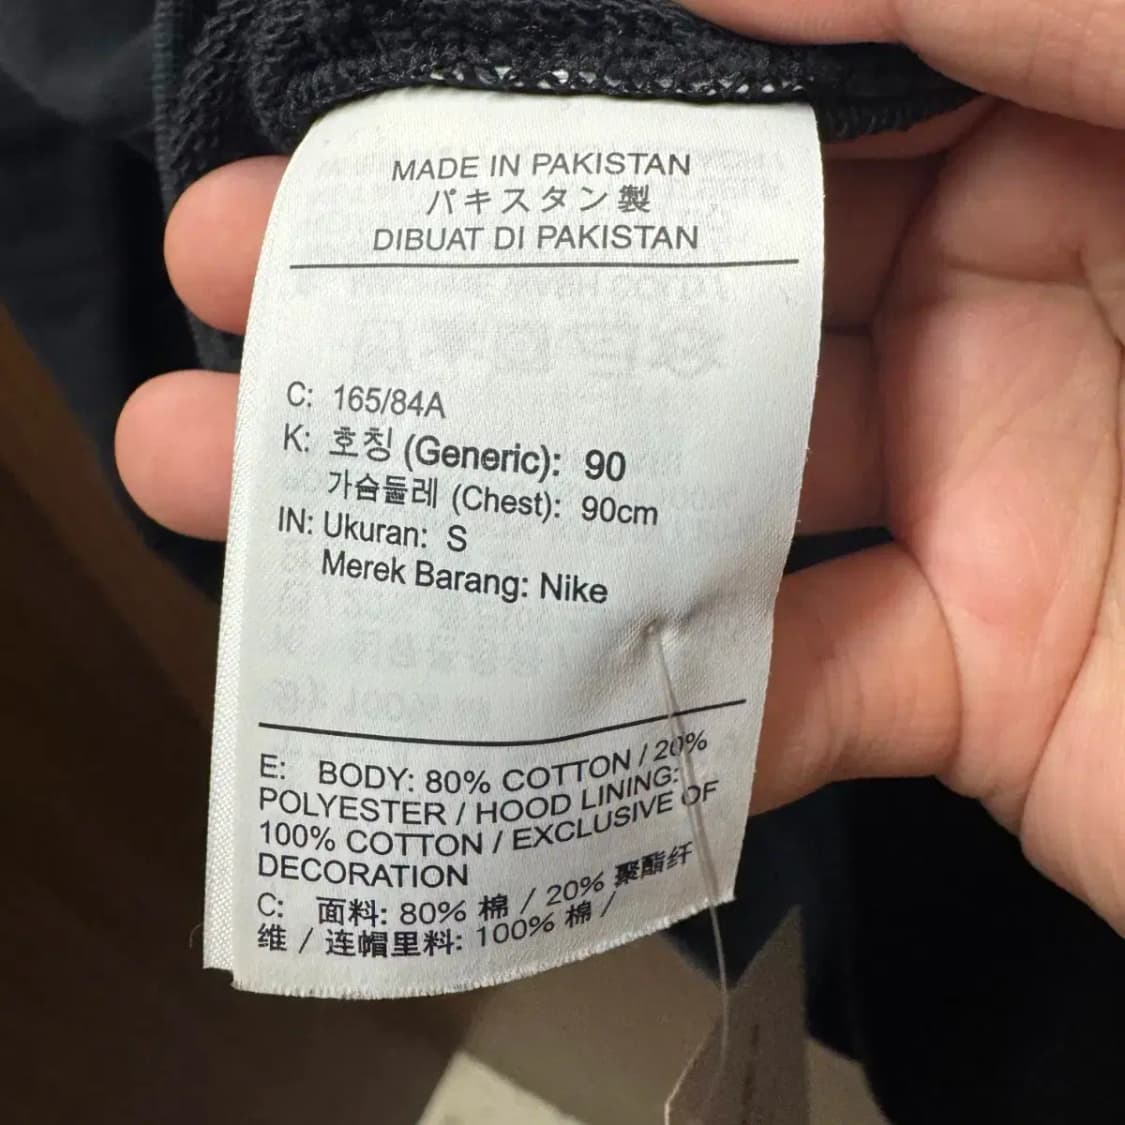 MADE IN PAKISTAN
パキスタン製
DIBUAT DI PAKISTAN
C: 165/84A
K: 호칭 (Generic): 90
가슴둘레 (Chest): 90cm
IN: Ukuran: S
Merek Barang: Nike
E: BODY: 80% COTTON / 20%
POLYESTER / HOOD LINING:
100% COTTON / EXCLUSIVE OF
DECORATION
C: 面料: 80% 棉 / 20% 聚酯纤
维 / 连帽里料: 100% 棉 /